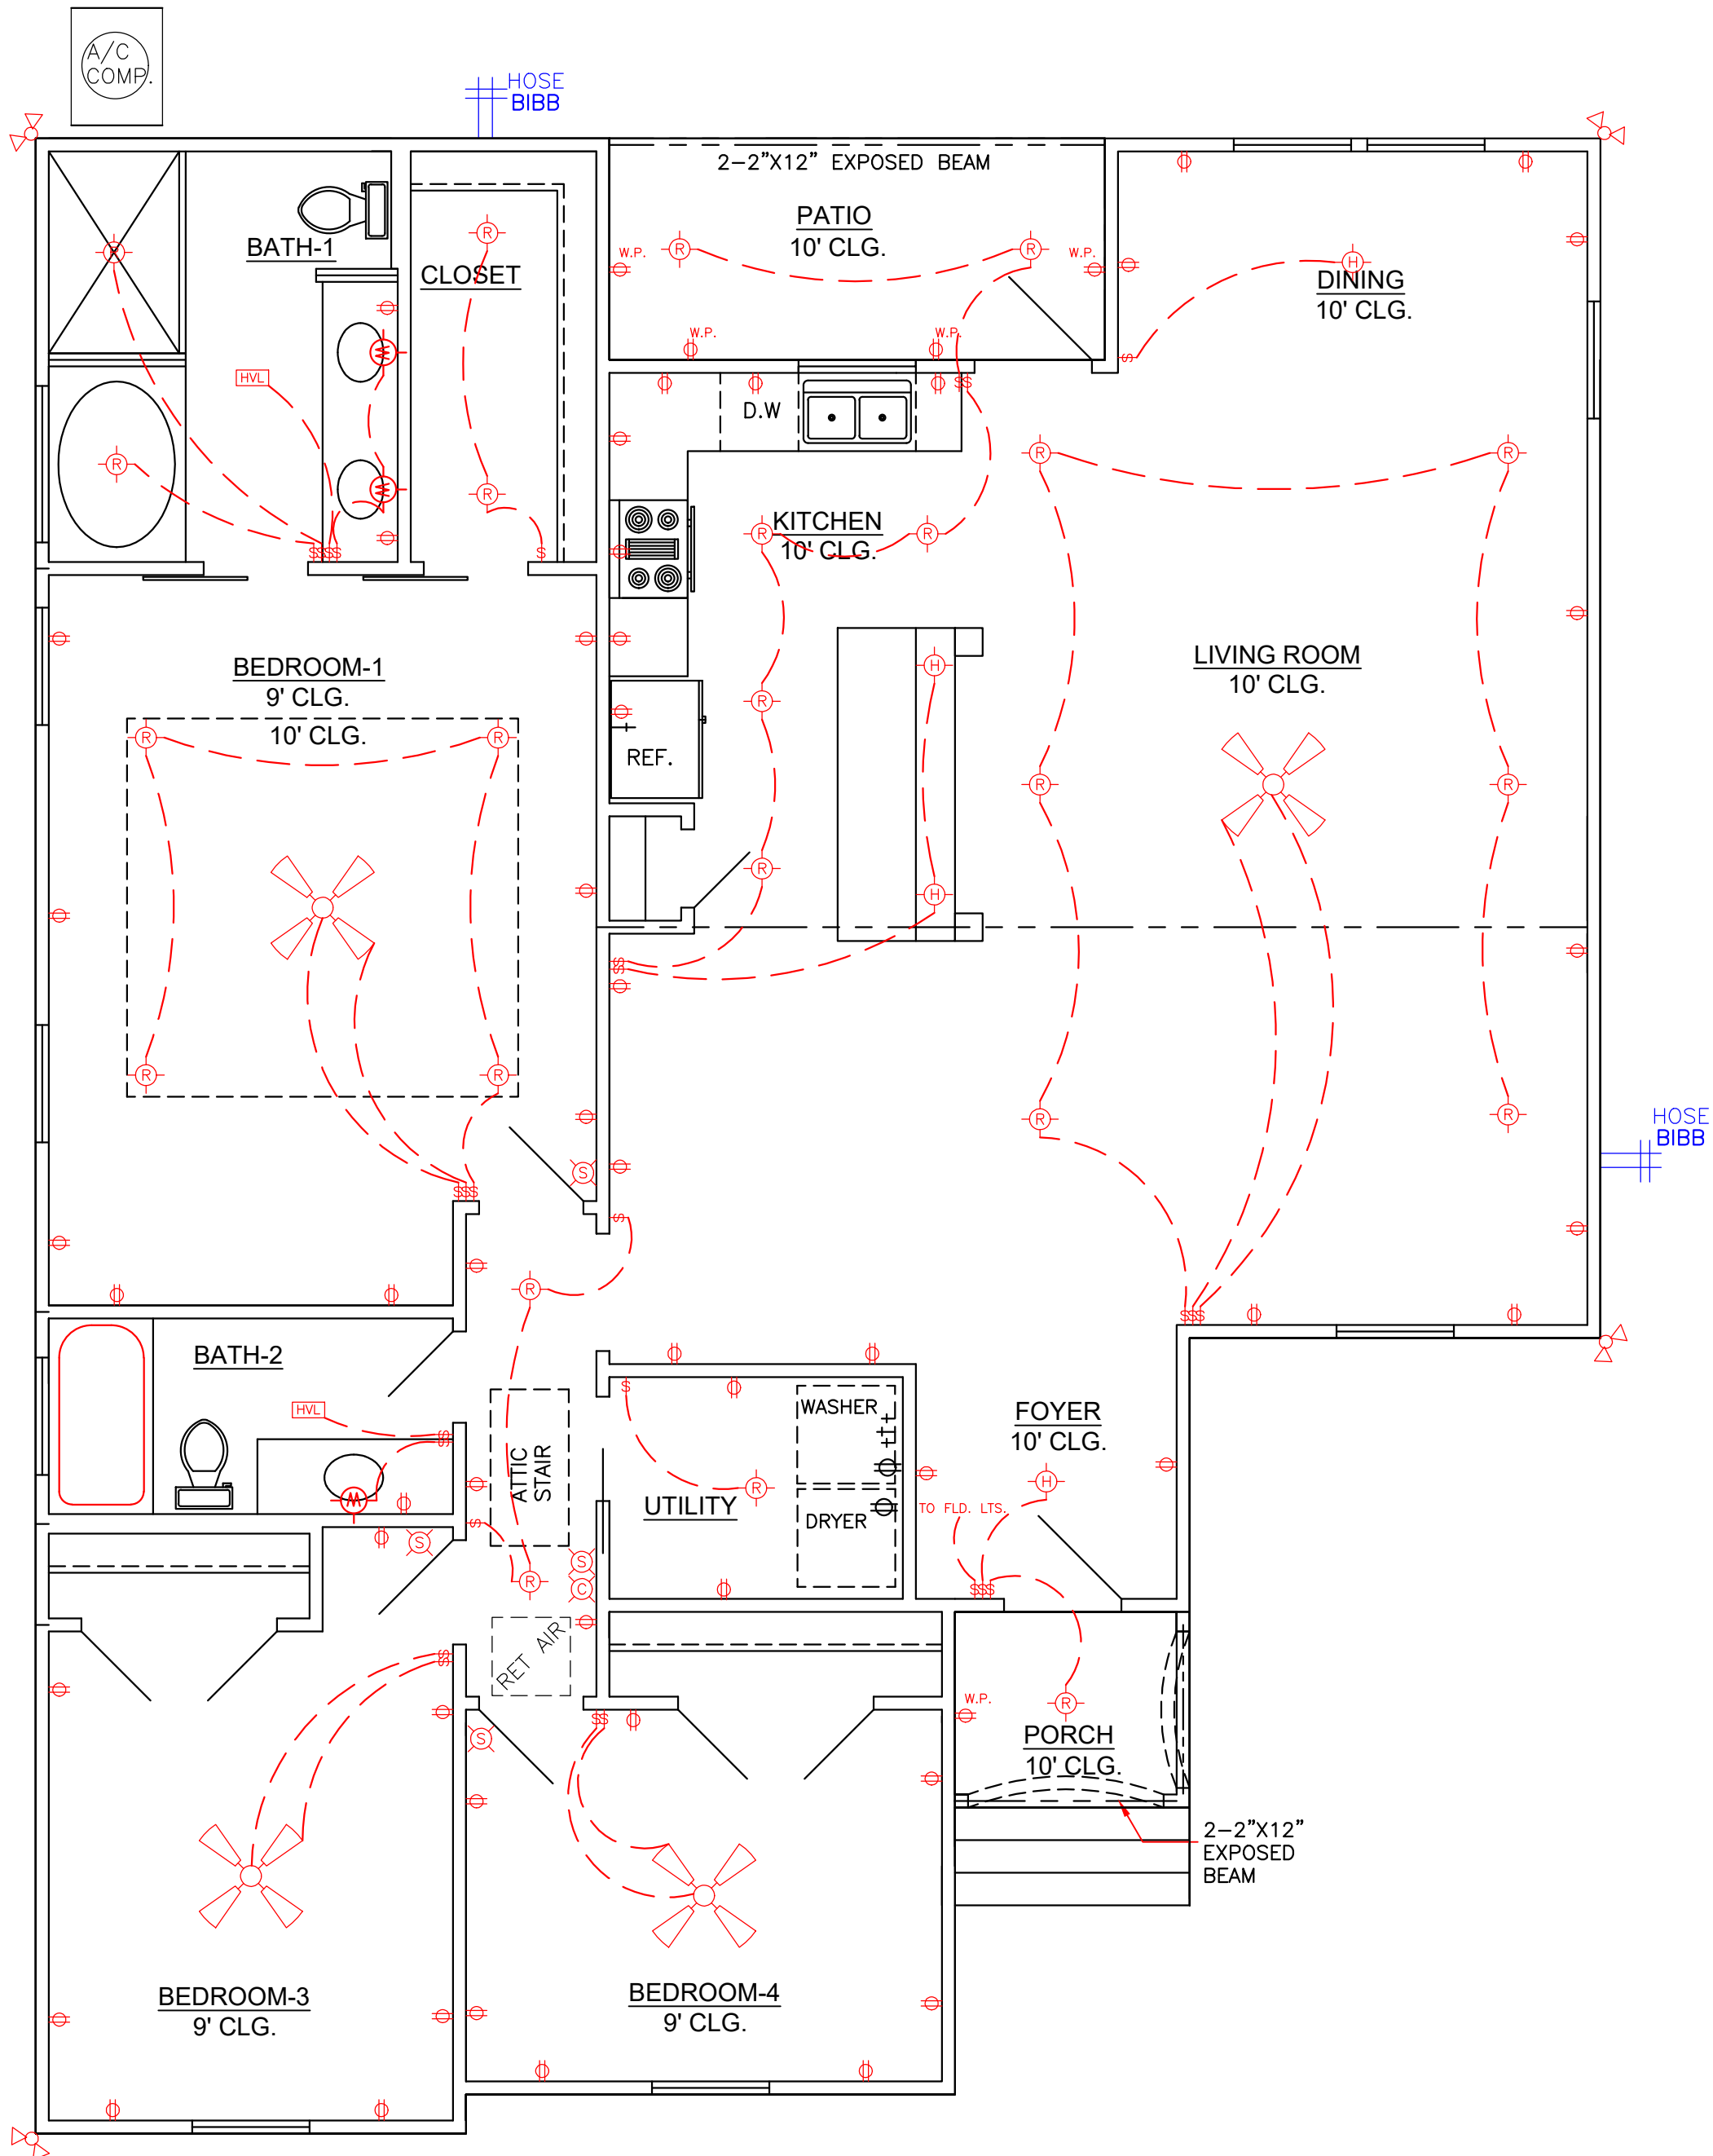 A/C
COMP.
HOSE
BIBB
2-2"X12" EXPOSED BEAM
PATIO
10' CLG.
W.P.
W.P.
W.P.
W.P.
R
R
BATH-1
R
HVL
R
$$$$
CLOSET
R
R
$
DINING
10' CLG.
H
$
D.W
$$
KITCHEN
10' CLG.
R
R
R
R
H
H
REF.
$$
LIVING ROOM
10' CLG.
R
R
R
R
R
R
$$$
HOSE
BIBB
BEDROOM-1
9' CLG.
10' CLG.
R
R
R
R
S
$$$
$
R
BATH-2
HVL
$$
ATTIC
STAIR
$
R
S
S
C
RET AIR
WASHER
DRYER
UTILITY
R
$
FOYER
10' CLG.
H
TO FLD. LTS.
$$$
W.P.
R
PORCH
10' CLG.
2-2"X12"
EXPOSED
BEAM
$$
BEDROOM-3
9' CLG.
S
$$
BEDROOM-4
9' CLG.